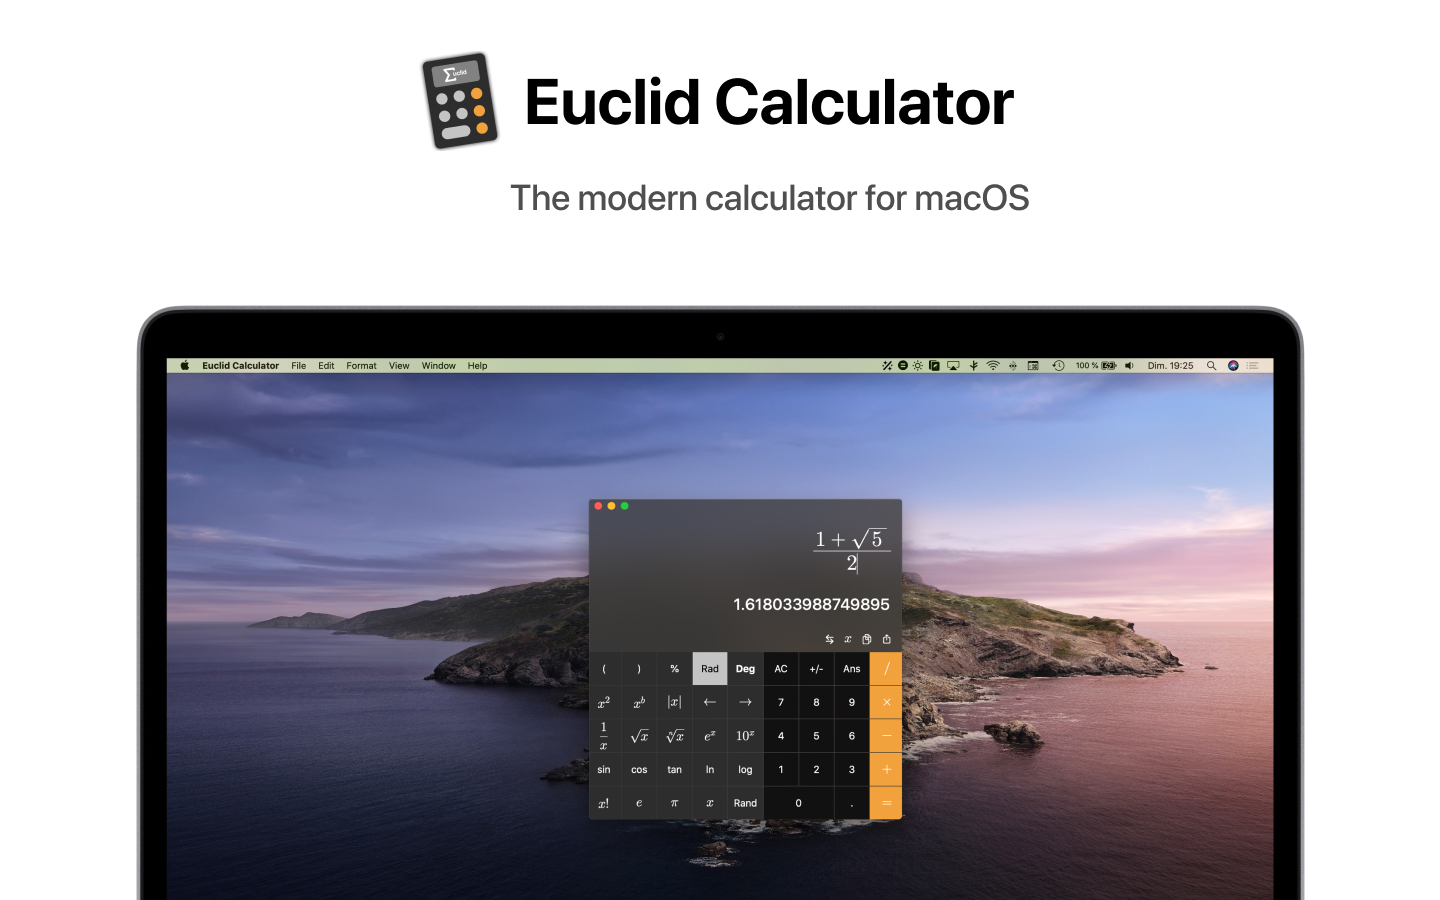 Σuclid
Euclid Calculator
The modern calculator for macOS
Euclid Calculator File Edit Format View Window Help 100 % Dim. 19:25
1 + √5
2
1.618033988749895
x
( ) % Rad Deg AC +/- Ans /
x² xᵇ |x| ← → 7 8 9 ×
1/x √x ⁿ√x eˣ 10ˣ 4 5 6 −
sin cos tan ln log 1 2 3 +
x! e π x Rand 0 . =